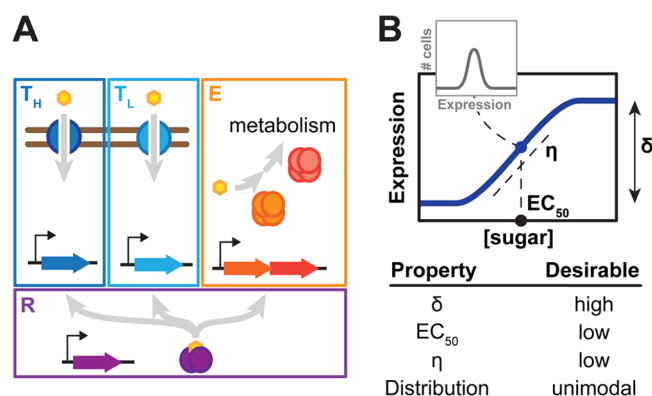 A
T_H
T_L
E
metabolism
R
B
# cells
Expression
Expression
η
δ
EC₅₀
[sugar]
Property Desirable
δ high
EC₅₀ low
η low
Distribution unimodal